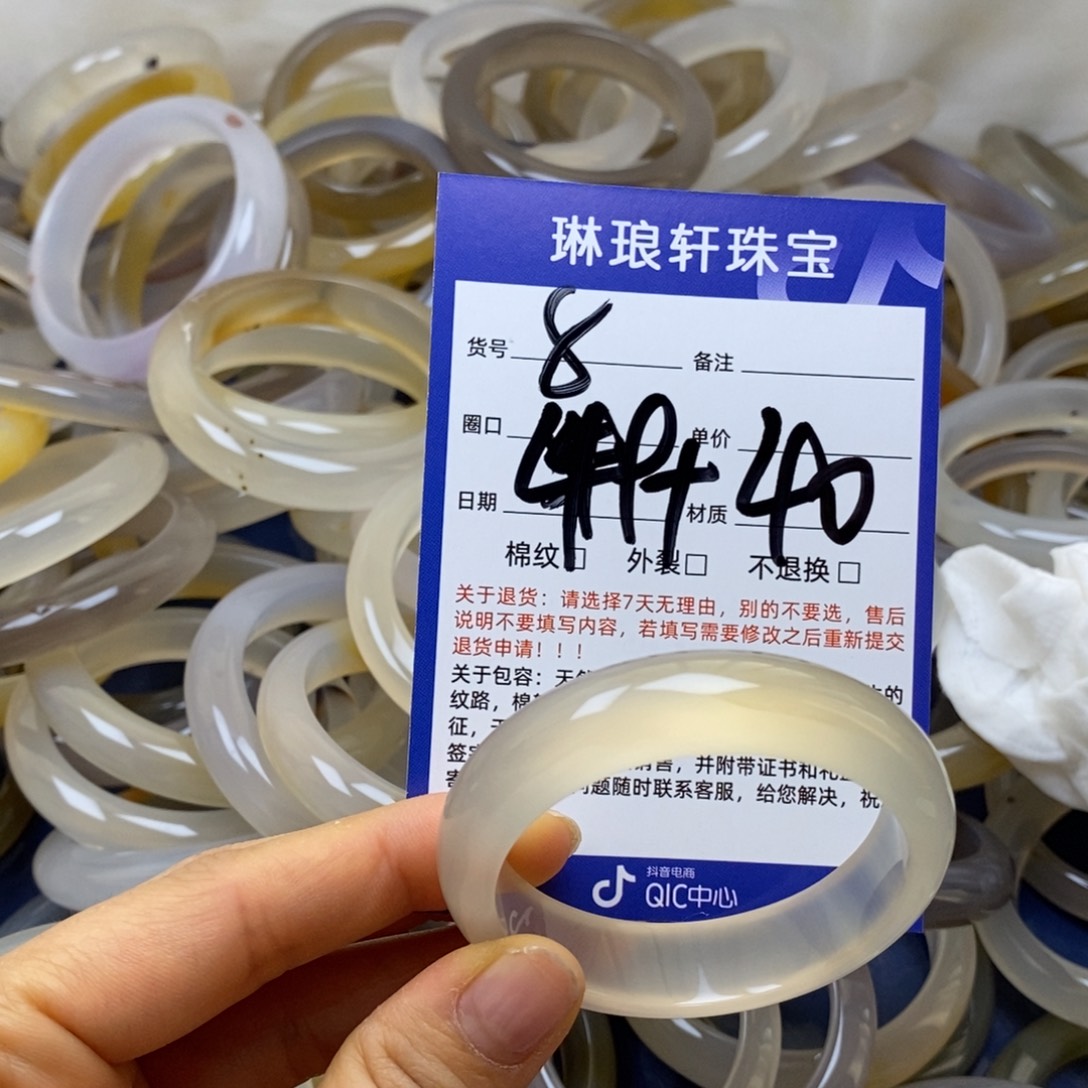 琳琅轩珠宝
货号 8 备注
圈口 单价 40
日期 材质
棉纹□ 外裂□ 不退换□
关于退货：请选择7天无理由，别的不要选，售后
说明不要填写内容，若填写需要修改之后重新提交
退货申请！！！
关于包容：天 的
纹路，棉
征，
签
销售，并附带证书和礼
题随时联系客服，给您解决，祝
抖音电商
QIC中心